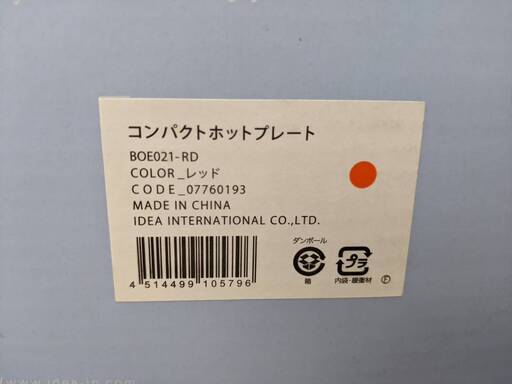 コンパクトホットプレート
BOE021-RD
COLOR_レッド
CODE_07760193
MADE IN CHINA
IDEA INTERNATIONAL CO.,LTD.
4 514499 105796
ダンボール
箱
プラ
内袋・緩衝材
F